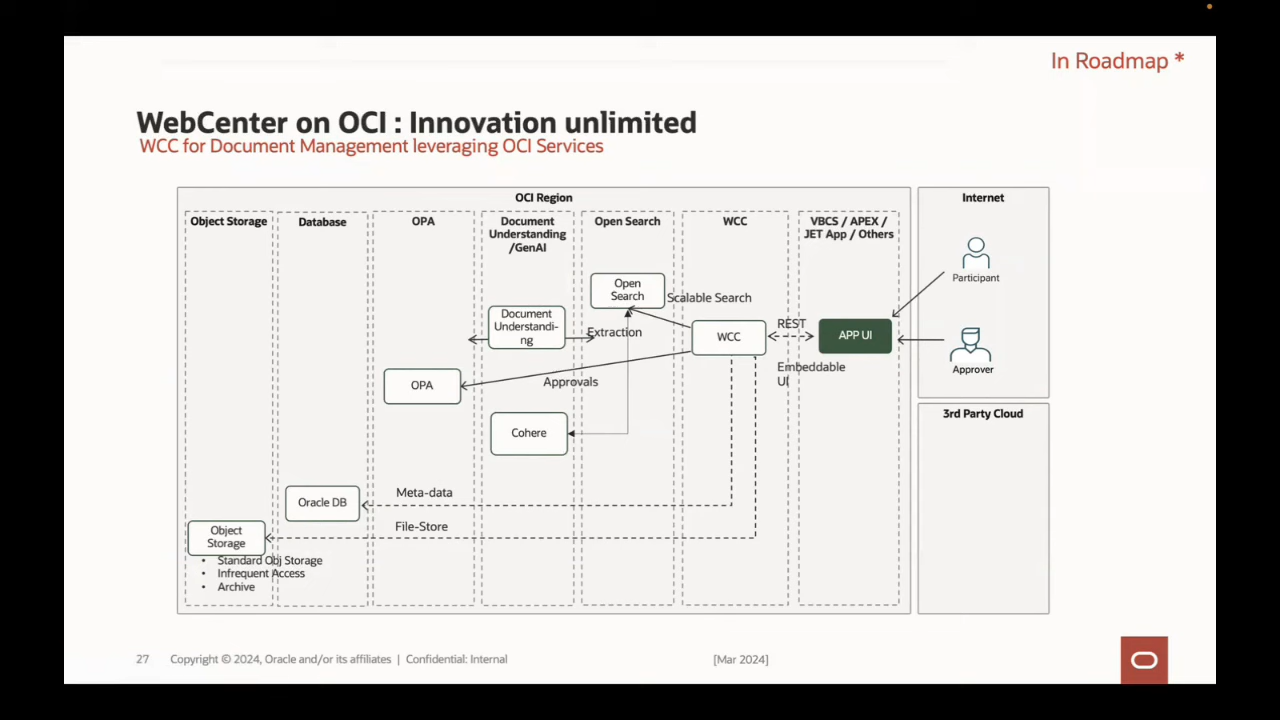 In Roadmap *
WebCenter on OCI : Innovation unlimited
WCC for Document Management leveraging OCI Services
OCI Region
Object Storage
Database
OPA
Document
Understanding
/GenAI
Open Search
WCC
VBCS / APEX /
JET App / Others
Internet
Participant
Approver
3rd Party Cloud
Open
Search
Scalable Search
Document
Understandi-
ng
Extraction
WCC
REST
APP UI
Embeddable
UI
OPA
Approvals
Cohere
Oracle DB
Meta-data
Object
Storage
File-Store
• Standard Obj Storage
• Infrequent Access
• Archive
27 Copyright © 2024, Oracle and/or its affiliates | Confidential: Internal
[Mar 2024]